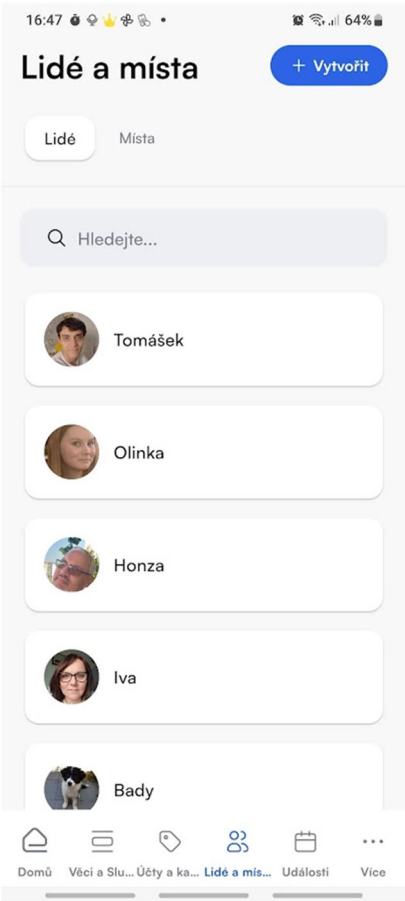 16:47 64%
Lidé a místa
+ Vytvořit
Lidé Místa
Hledejte...
Tomášek
Olinka
Honza
Iva
Bady
Domů Věci a Slu... Účty a ka... Lidé a mís... Události Více